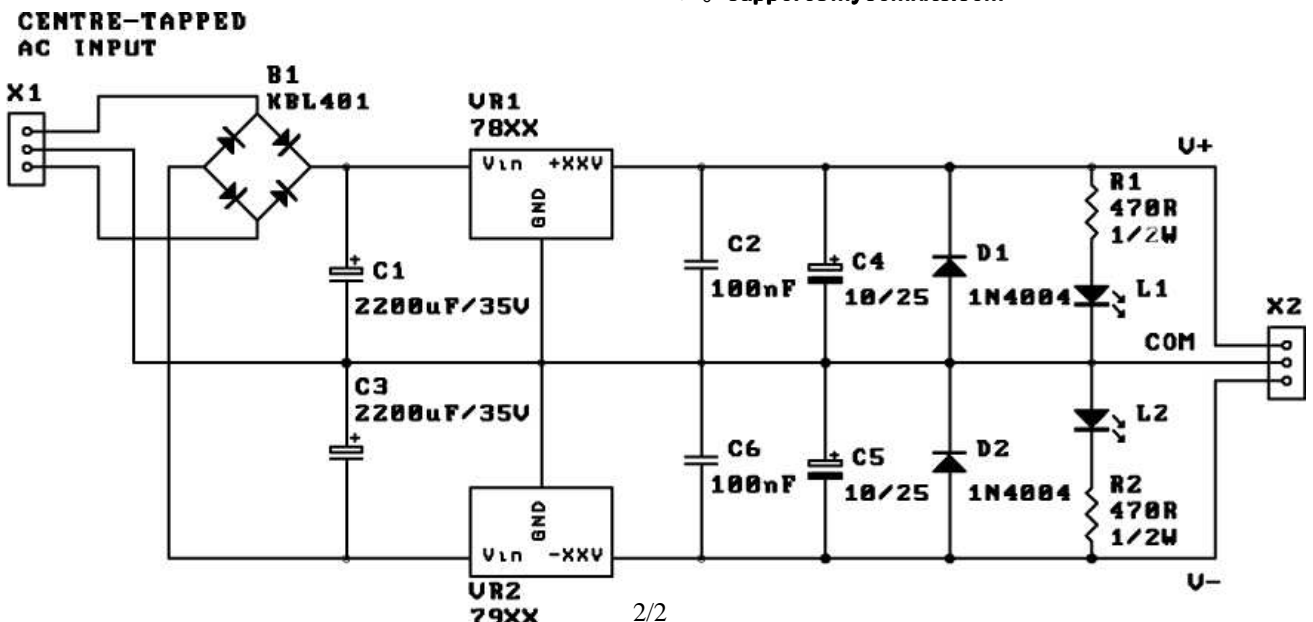 CENTRE-TAPPED
AC INPUT
X1
B1
KBL401
VR1
78XX
Vin +XXV
GND
C1
2200uF/35V
C2
100nF
C4
10/25
D1
1N4004
V+
R1
470R
1/2W
L1
X2
COM
C3
2200uF/35V
C6
100nF
C5
10/25
D2
1N4004
L2
R2
470R
1/2W
GND
Vin -XXV
VR2
79XX
V-
2/2